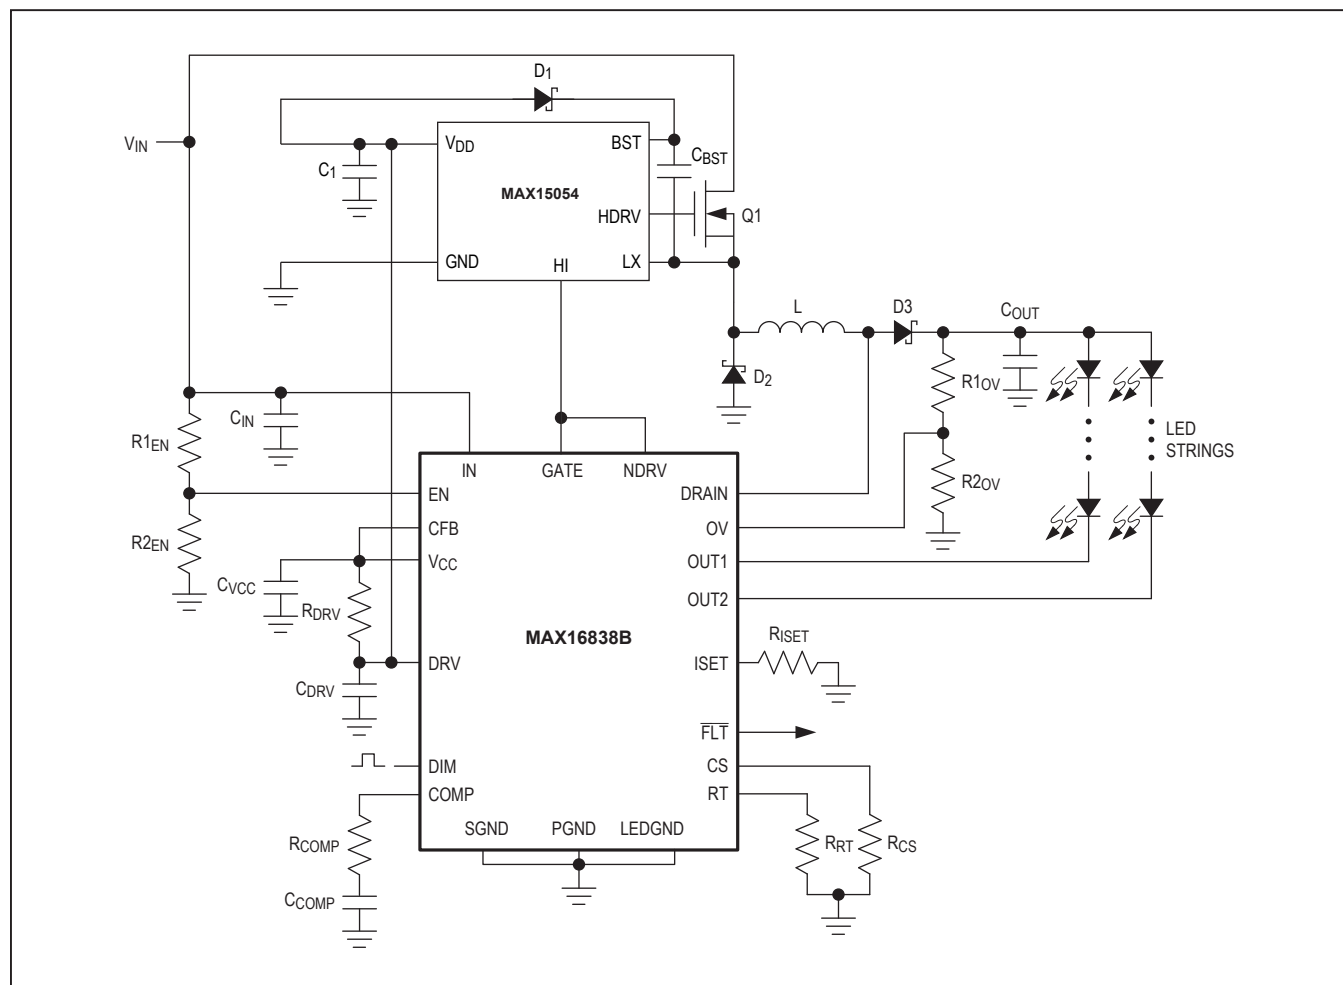 D1
VIN
VDD
BST
CBST
C1
MAX15054
HDRV
Q1
GND
HI
LX
L
D3
COUT
D2
R1OV
CIN
R1EN
LED
STRINGS
IN
GATE
NDRV
R2OV
EN
DRAIN
CFB
OV
R2EN
VCC
OUT1
CVCC
RDRV
OUT2
MAX16838B
RISET
DRV
ISET
CDRV
FLT
DIM
CS
COMP
RT
SGND
PGND
LEDGND
RCOMP
RRT
RCS
CCOMP